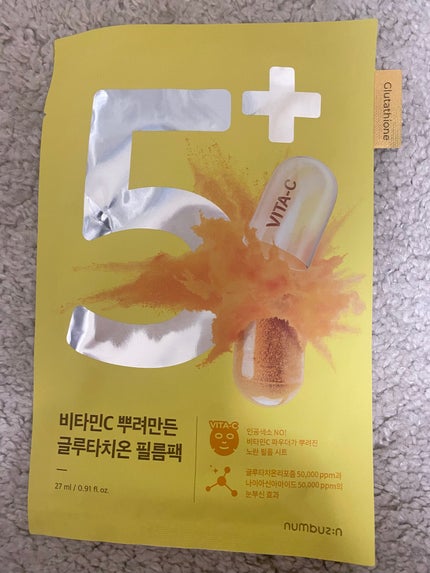 5+
Glutathione
VITA-C
비타민C 뿌려만든
글루타치온 필름팩
27 ml / 0.91 fl. oz.
VITA-C
인공색소 NO!
비타민C 파우더가 뿌려진
노란 필름 시트
글루타치온리포좀 50,000 ppm과
나이아신아마이드 50,000 ppm의
눈부신 효과
numbuz:n